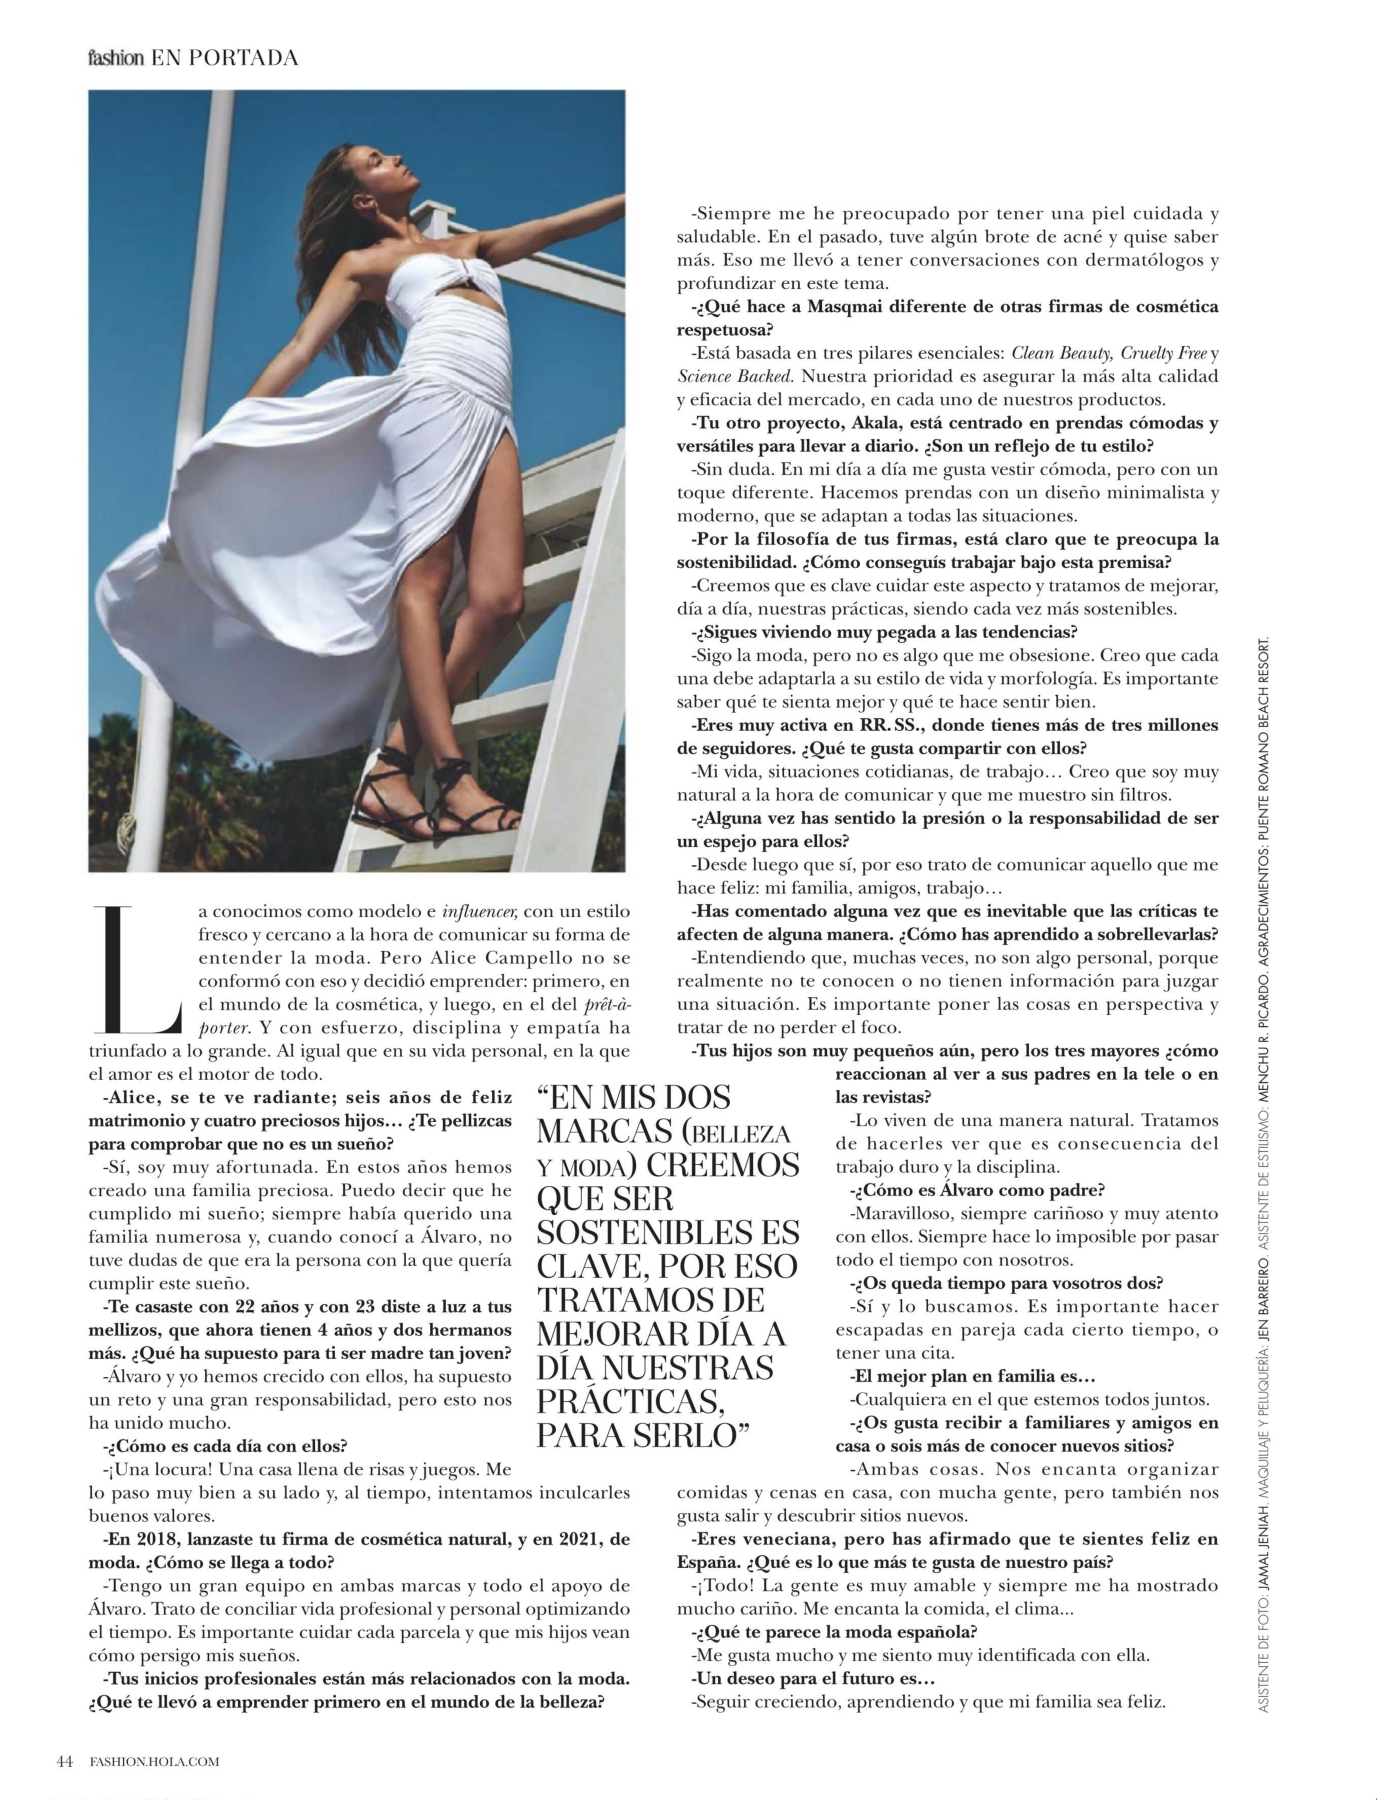 fashion EN PORTADA
La conocimos como modelo e influencer, con un estilo
fresco y cercano a la hora de comunicar su forma de
entender la moda. Pero Alice Campello no se
conformó con eso y decidió emprender: primero, en
el mundo de la cosmética, y luego, en el del prêt-à-
porter. Y con esfuerzo, disciplina y empatía ha
triunfado a lo grande. Al igual que en su vida personal, en la que
el amor es el motor de todo.
-Alice, se te ve radiante; seis años de feliz
matrimonio y cuatro preciosos hijos… ¿Te pellizcas
para comprobar que no es un sueño?
-Sí, soy muy afortunada. En estos años hemos
creado una familia preciosa. Puedo decir que he
cumplido mi sueño; siempre había querido una
familia numerosa y, cuando conocí a Álvaro, no
tuve dudas de que era la persona con la que quería
cumplir este sueño.
-Te casaste con 22 años y con 23 diste a luz a tus
mellizos, que ahora tienen 4 años y dos hermanos
más. ¿Qué ha supuesto para ti ser madre tan joven?
-Álvaro y yo hemos crecido con ellos, ha supuesto
un reto y una gran responsabilidad, pero esto nos
ha unido mucho.
-¿Cómo es cada día con ellos?
-¡Una locura! Una casa llena de risas y juegos. Me
lo paso muy bien a su lado y, al tiempo, intentamos inculcarles
buenos valores.
-En 2018, lanzaste tu firma de cosmética natural, y en 2021, de
moda. ¿Cómo se llega a todo?
-Tengo un gran equipo en ambas marcas y todo el apoyo de
Álvaro. Trato de conciliar vida profesional y personal optimizando
el tiempo. Es importante cuidar cada parcela y que mis hijos vean
cómo persigo mis sueños.
-Tus inicios profesionales están más relacionados con la moda.
¿Qué te llevó a emprender primero en el mundo de la belleza?
“EN MIS DOS
MARCAS (BELLEZA
Y MODA) CREEMOS
QUE SER
SOSTENIBLES ES
CLAVE, POR ESO
TRATAMOS DE
MEJORAR DÍA A
DÍA NUESTRAS
PRÁCTICAS,
PARA SERLO”
-Siempre me he preocupado por tener una piel cuidada y
saludable. En el pasado, tuve algún brote de acné y quise saber
más. Eso me llevó a tener conversaciones con dermatólogos y
profundizar en este tema.
-¿Qué hace a Masqmai diferente de otras firmas de cosmética
respetuosa?
-Está basada en tres pilares esenciales: Clean Beauty, Cruelty Free y
Science Backed. Nuestra prioridad es asegurar la más alta calidad
y eficacia del mercado, en cada uno de nuestros productos.
-Tu otro proyecto, Akala, está centrado en prendas cómodas y
versátiles para llevar a diario. ¿Son un reflejo de tu estilo?
-Sin duda. En mi día a día me gusta vestir cómoda, pero con un
toque diferente. Hacemos prendas con un diseño minimalista y
moderno, que se adaptan a todas las situaciones.
-Por la filosofía de tus firmas, está claro que te preocupa la
sostenibilidad. ¿Cómo conseguís trabajar bajo esta premisa?
-Creemos que es clave cuidar este aspecto y tratamos de mejorar,
día a día, nuestras prácticas, siendo cada vez más sostenibles.
-¿Sigues viviendo muy pegada a las tendencias?
-Sigo la moda, pero no es algo que me obsesione. Creo que cada
una debe adaptarla a su estilo de vida y morfología. Es importante
saber qué te sienta mejor y qué te hace sentir bien.
-Eres muy activa en RR. SS., donde tienes más de tres millones
de seguidores. ¿Qué te gusta compartir con ellos?
-Mi vida, situaciones cotidianas, de trabajo… Creo que soy muy
natural a la hora de comunicar y que me muestro sin filtros.
-¿Alguna vez has sentido la presión o la responsabilidad de ser
un espejo para ellos?
-Desde luego que sí, por eso trato de comunicar aquello que me
hace feliz: mi familia, amigos, trabajo…
-Has comentado alguna vez que es inevitable que las críticas te
afecten de alguna manera. ¿Cómo has aprendido a sobrellevarlas?
-Entendiendo que, muchas veces, no son algo personal, porque
realmente no te conocen o no tienen información para juzgar
una situación. Es importante poner las cosas en perspectiva y
tratar de no perder el foco.
-Tus hijos son muy pequeños aún, pero los tres mayores ¿cómo
reaccionan al ver a sus padres en la tele o en
las revistas?
-Lo viven de una manera natural. Tratamos
de hacerles ver que es consecuencia del
trabajo duro y la disciplina.
-¿Cómo es Álvaro como padre?
-Maravilloso, siempre cariñoso y muy atento
con ellos. Siempre hace lo imposible por pasar
todo el tiempo con nosotros.
-¿Os queda tiempo para vosotros dos?
-Sí y lo buscamos. Es importante hacer
escapadas en pareja cada cierto tiempo, o
tener una cita.
-El mejor plan en familia es…
-Cualquiera en el que estemos todos juntos.
-¿Os gusta recibir a familiares y amigos en
casa o sois más de conocer nuevos sitios?
-Ambas cosas. Nos encanta organizar
comidas y cenas en casa, con mucha gente, pero también nos
gusta salir y descubrir sitios nuevos.
-Eres veneciana, pero has afirmado que te sientes feliz en
España. ¿Qué es lo que más te gusta de nuestro país?
-¡Todo! La gente es muy amable y siempre me ha mostrado
mucho cariño. Me encanta la comida, el clima...
-¿Qué te parece la moda española?
-Me gusta mucho y me siento muy identificada con ella.
-Un deseo para el futuro es…
-Seguir creciendo, aprendiendo y que mi familia sea feliz.
ASISTENTE DE FOTO: JAMAL JENIAH. MAQUILLAJE Y PELUQUERÍA: JEN BARREIRO. ASISTENTE DE ESTILISMO: MENCHU R. PICARDO. AGRADECIMIENTOS: PUENTE ROMANO BEACH RESORT.
44 FASHION.HOLA.COM